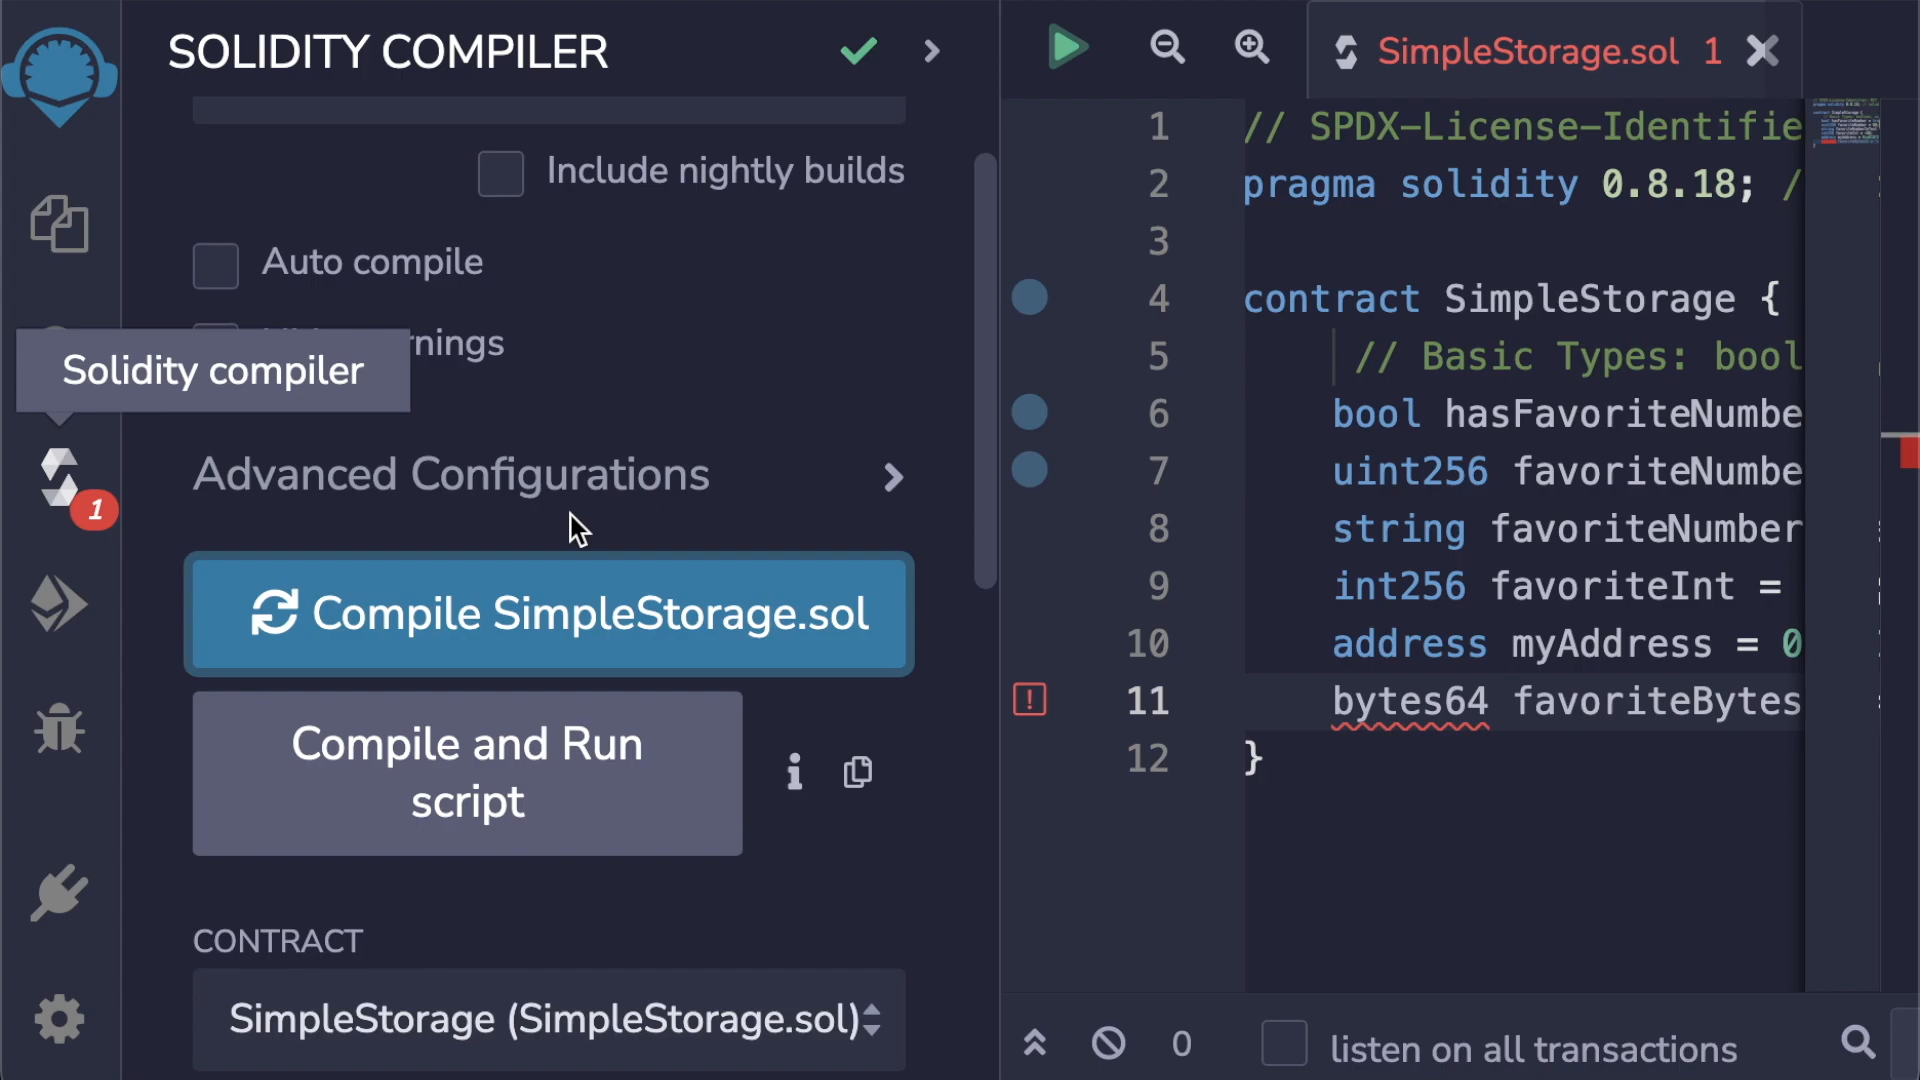 SOLIDITY COMPILER
Include nightly builds
Auto compile
rnings
Solidity compiler
1
Advanced Configurations
Compile SimpleStorage.sol
Compile and Run
script
CONTRACT
SimpleStorage (SimpleStorage.sol)
SimpleStorage.sol 1
1 // SPDX-License-Identifie
2 pragma solidity 0.8.18; /
3
4 contract SimpleStorage {
5 // Basic Types: bool
6 bool hasFavoriteNumbe
7 uint256 favoriteNumbe
8 string favoriteNumber
9 int256 favoriteInt =
10 address myAddress = 0
11 bytes64 favoriteBytes
12 }
0 listen on all transactions